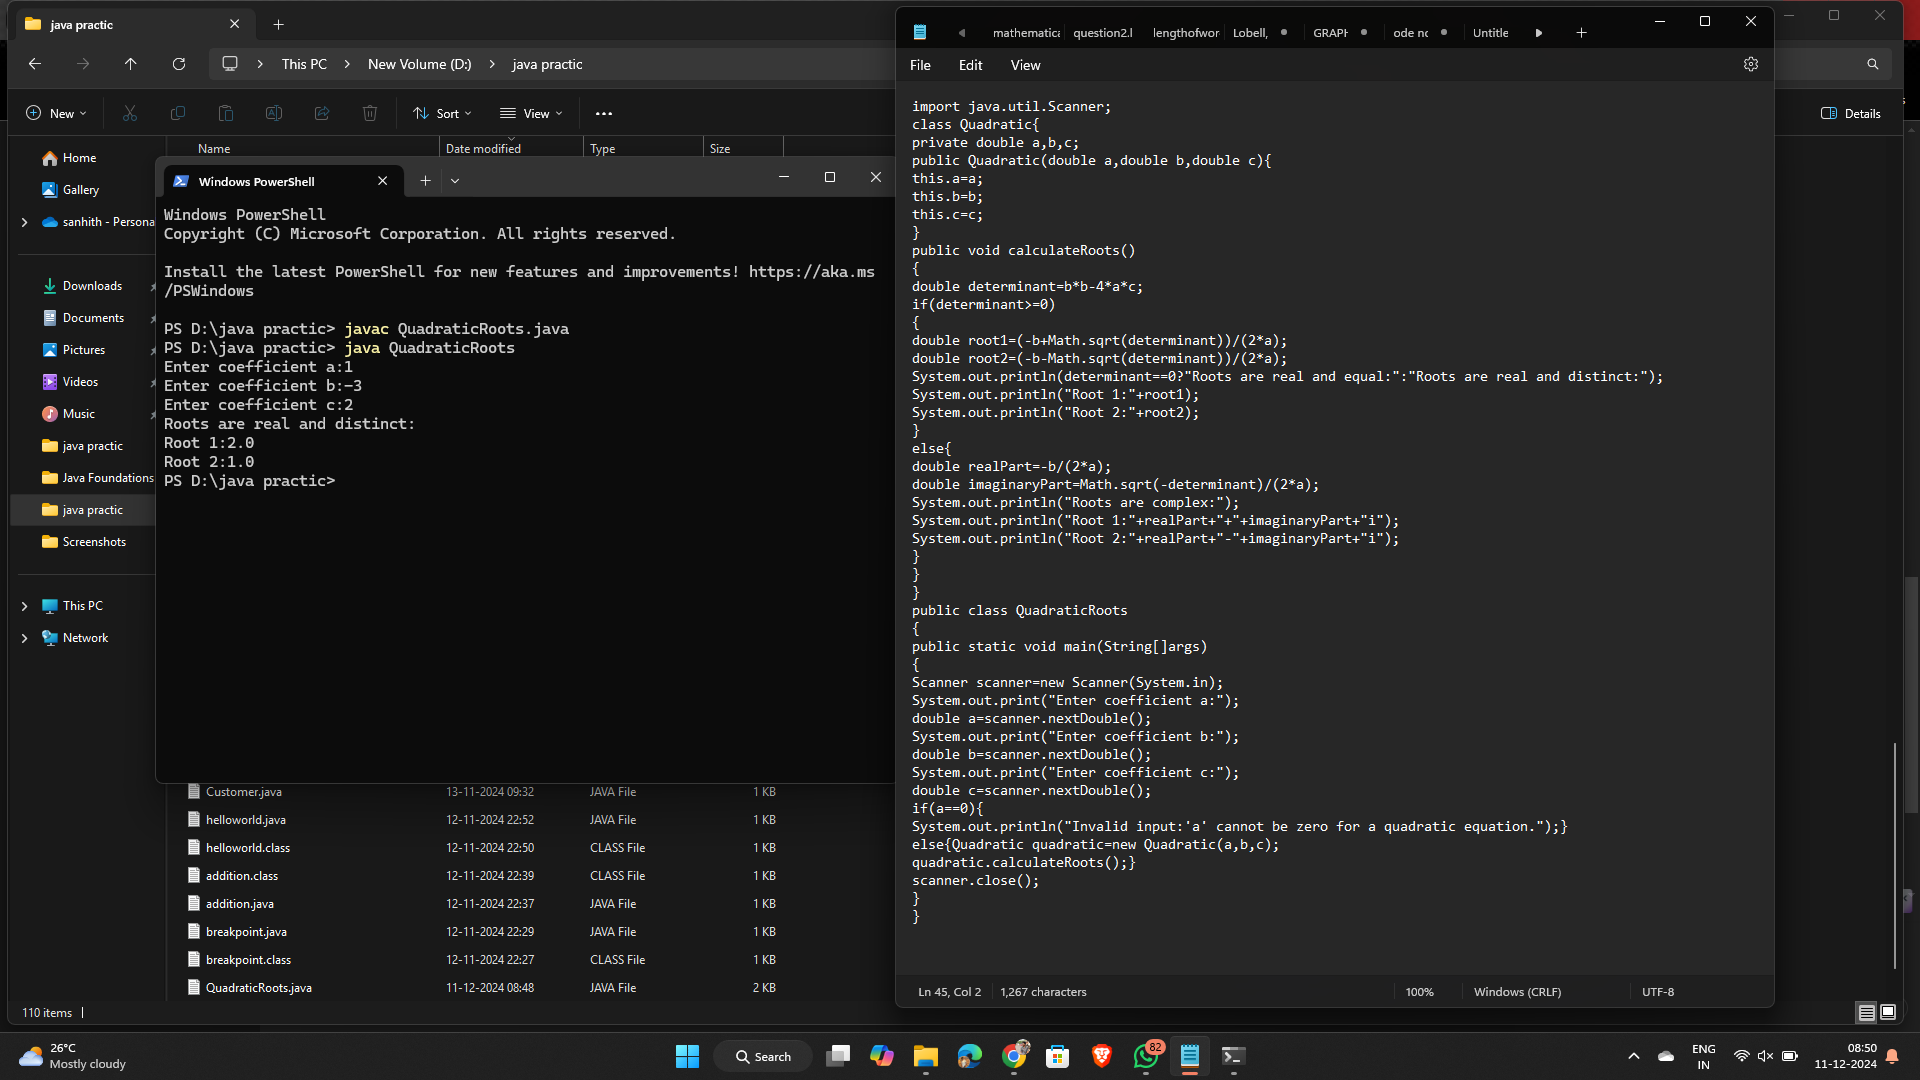 java practic
This PC
New Volume (D:)
java practic
New
Sort
View
Details
Name
Date modified
Type
Size
Home
Gallery
sanhith - Persona
Downloads
Documents
Pictures
Videos
Music
java practic
Java Foundations
java practic
Screenshots
This PC
Network
Windows PowerShell
Windows PowerShell
Copyright (C) Microsoft Corporation. All rights reserved.
Install the latest PowerShell for new features and improvements! https://aka.ms
/PSWindows
PS D:\java practic> javac QuadraticRoots.java
PS D:\java practic> java QuadraticRoots
Enter coefficient a:1
Enter coefficient b:-3
Enter coefficient c:2
Roots are real and distinct:
Root 1:2.0
Root 2:1.0
PS D:\java practic>
Customer.java 13-11-2024 09:32 JAVA File 1 KB
helloworld.java 12-11-2024 22:52 JAVA File 1 KB
helloworld.class 12-11-2024 22:50 CLASS File 1 KB
addition.class 12-11-2024 22:39 CLASS File 1 KB
addition.java 12-11-2024 22:37 JAVA File 1 KB
breakpoint.java 12-11-2024 22:29 JAVA File 1 KB
breakpoint.class 12-11-2024 22:27 CLASS File 1 KB
QuadraticRoots.java 11-12-2024 08:48 JAVA File 2 KB
110 items
mathematica question2.l lengthofwor Lobell, GRAPH ode no Untitle
File Edit View
import java.util.Scanner;
class Quadratic{
private double a,b,c;
public Quadratic(double a,double b,double c){
this.a=a;
this.b=b;
this.c=c;
}
public void calculateRoots()
{
double determinant=b*b-4*a*c;
if(determinant>=0)
{
double root1=(-b+Math.sqrt(determinant))/(2*a);
double root2=(-b-Math.sqrt(determinant))/(2*a);
System.out.println(determinant==0?"Roots are real and equal:":"Roots are real and distinct:");
System.out.println("Root 1:"+root1);
System.out.println("Root 2:"+root2);
}
else{
double realPart=-b/(2*a);
double imaginaryPart=Math.sqrt(-determinant)/(2*a);
System.out.println("Roots are complex:");
System.out.println("Root 1:"+realPart+"+"+imaginaryPart+"i");
System.out.println("Root 2:"+realPart+"-"+imaginaryPart+"i");
}
}
}
public class QuadraticRoots
{
public static void main(String[]args)
{
Scanner scanner=new Scanner(System.in);
System.out.print("Enter coefficient a:");
double a=scanner.nextDouble();
System.out.print("Enter coefficient b:");
double b=scanner.nextDouble();
System.out.print("Enter coefficient c:");
double c=scanner.nextDouble();
if(a==0){
System.out.println("Invalid input:'a' cannot be zero for a quadratic equation.");}
else{Quadratic quadratic=new Quadratic(a,b,c);
quadratic.calculateRoots();}
scanner.close();
}
}
Ln 45, Col 2 1,267 characters 100% Windows (CRLF) UTF-8
26°C
Mostly cloudy
Search
82
ENG
IN
08:50
11-12-2024